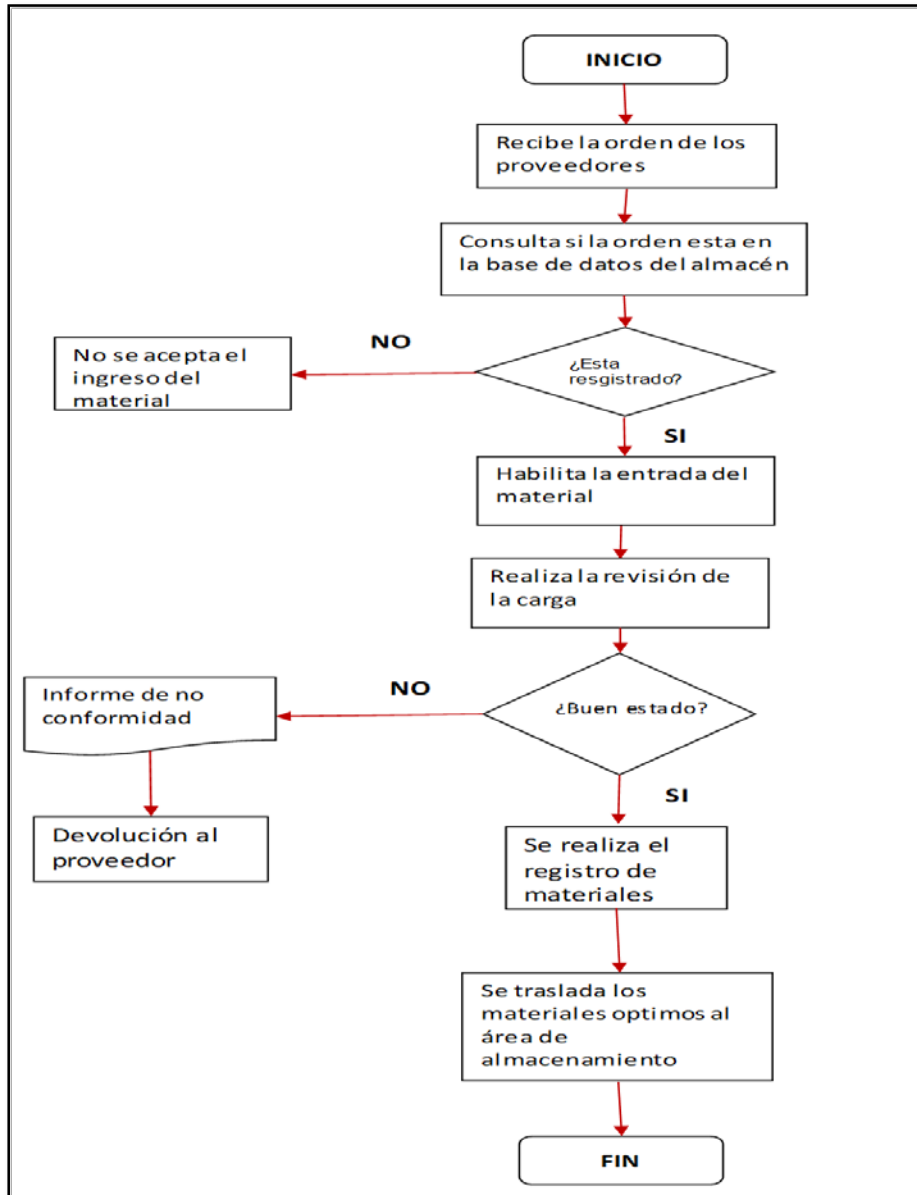 INICIO
Recibe la orden de los
proveedores
Consulta si la orden esta en
la base de datos del almacén
NO
No se acepta el
ingreso del
material
¿Esta
resgistrado?
SI
Habilita la entrada del
material
Realiza la revisión de
la carga
NO
Informe de no
conformidad
¿Buen estado?
SI
Devolución al
proveedor
Se realiza el
registro de
materiales
Se traslada los
materiales optimos al
área de
almacenamiento
FIN